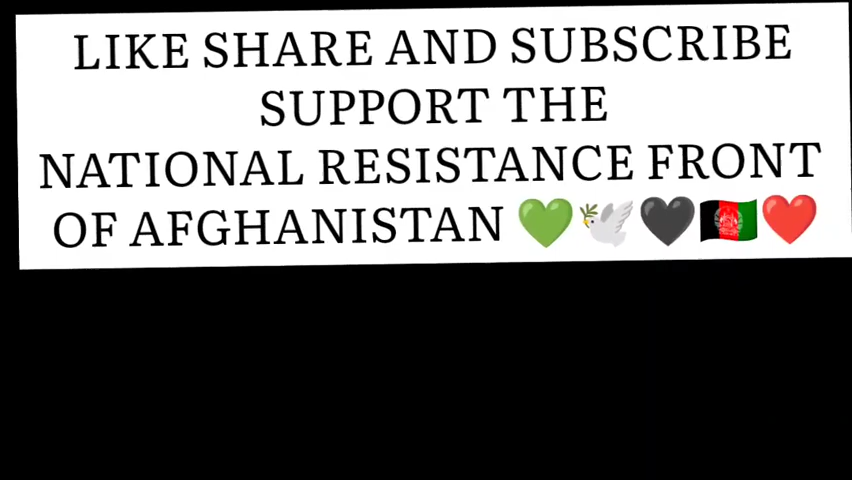 LIKE SHARE AND SUBSCRIBE
SUPPORT THE
NATIONAL RESISTANCE FRONT
OF AFGHANISTAN 💚🕊️🖤🇦🇫❤️